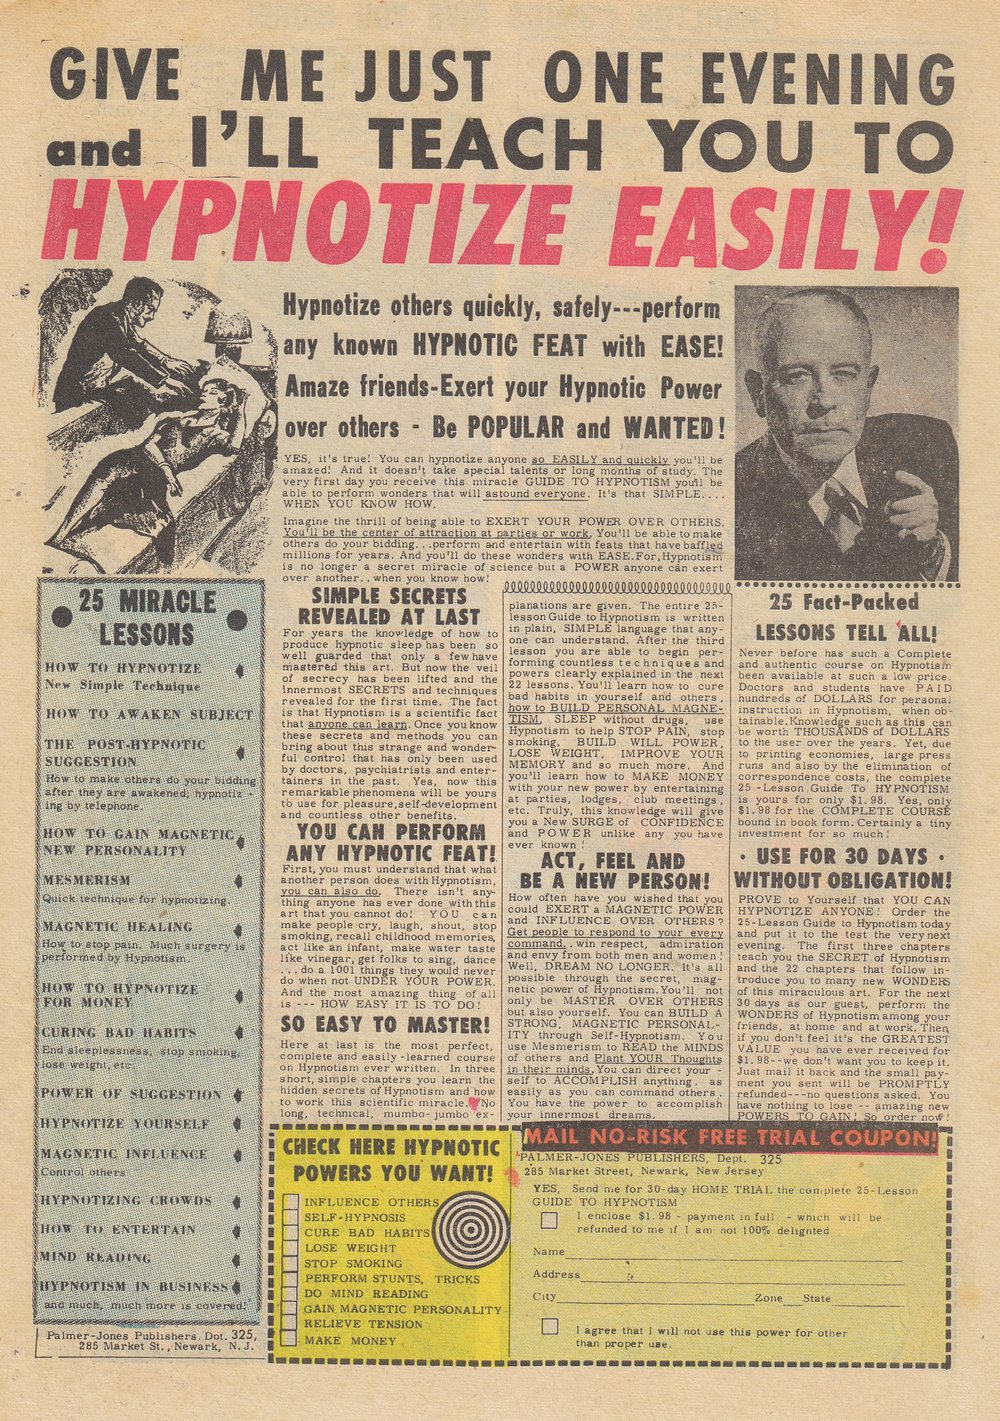 GIVE ME JUST ONE EVENING
and I'LL TEACH YOU TO
HYPNOTIZE EASILY!
Hypnotize others quickly, safely---perform
any known HYPNOTIC FEAT with EASE!
Amaze friends-Exert your Hypnotic Power
over others - Be POPULAR and WANTED!
YES, it's true! You can hypnotize anyone so EASILY and quickly you'll be
amazed! And it doesn't take special talents or long months of study. The
very first day you receive this miracle GUIDE TO HYPNOTISM you'll be
able to perform wonders that will astound everyone. It's that SIMPLE....
WHEN YOU KNOW HOW.
Imagine the thrill of being able to EXERT YOUR POWER OVER OTHERS.
You'll be the center of attraction at parties or work. You'll be able to make
others do your bidding...perform and entertain with feats that have baffled
millions for years. And you'll do these wonders with EASE. For, Hypnotism
is no longer a secret miracle of science but a POWER anyone can exert
over another.. when you know how!
25 MIRACLE
LESSONS
HOW TO HYPNOTIZE
New Simple Technique
HOW TO AWAKEN SUBJECT
THE POST-HYPNOTIC
SUGGESTION
How to make others do your bidding
after they are awakened; hypnotiz -
ing by telephone.
HOW TO GAIN MAGNETIC
NEW PERSONALITY
MESMERISM
Quick technique for hypnotizing.
MAGNETIC HEALING
How to stop pain. Much surgery is
performed by Hypnotism.
HOW TO HYPNOTIZE
FOR MONEY
CURING BAD HABITS
End sleeplessness, stop smoking,
lose weight, etc.
POWER OF SUGGESTION
HYPNOTIZE YOURSELF
MAGNETIC INFLUENCE
Control others
HYPNOTIZING CROWDS
HOW TO ENTERTAIN
MIND READING
HYPNOTISM IN BUSINESS
and much, much more is covered!
Palmer-Jones Publishers. Dot. 325,
285 Market St., Newark, N. J.
SIMPLE SECRETS
REVEALED AT LAST
For years the knowledge of how to
produce hypnotic sleep has been so
well guarded that only a few have
mastered this art. But now the veil
of secrecy has been lifted and the
innermost SECRETS and techniques
revealed for the first time. The fact
is that Hypnotism is a scientific fact
that anyone can learn. Once you know
these secrets and methods you can
bring about this strange and wonder-
ful control that has only been used
by doctors, psychiatrists and enter-
tainers in the past. Yes, now this
remarkable phenomena will be yours
to use for pleasure, self-development
and countless other benefits.
YOU CAN PERFORM
ANY HYPNOTIC FEAT!
First, you must understand that what
another person does with Hypnotism,
you can also do. There isn't any-
thing anyone has ever done with this
art that you cannot do! YOU can
make people cry, laugh, shout, stop
smoking, recall childhood memories,
act like an infant, make water taste
like vinegar, get folks to sing, dance
...do a 1001 things they would never
do when not UNDER YOUR POWER.
And the most amazing thing of all
is --- HOW EASY IT IS TO DO!
SO EASY TO MASTER!
Here at last is the most perfect,
complete and easily-learned course
on Hypnotism ever written. In three
short, simple chapters you learn the
hidden secrets of Hypnotism and how
to work this scientific miracle. No
long, technical, mumbo-jumbo ex-
planations are given. The entire 25-
lesson Guide to Hypnotism is written
in plain, SIMPLE language that any-
one can understand. After the third
lesson you are able to begin per-
forming countless techniques and
powers clearly explained in the next
22 lessons. You'll learn how to cure
bad habits in yourself and others,
how to BUILD PERSONAL MAGNE-
TISM, SLEEP without drugs, use
Hypnotism to help STOP PAIN, stop
smoking, BUILD WILL POWER,
LOSE WEIGHT, IMPROVE YOUR
MEMORY and so much more. And
you'll learn how to MAKE MONEY
with your new power by entertaining
at parties, lodges, club meetings,
etc. Truly, this knowledge will give
you a New SURGE of CONFIDENCE
and POWER unlike any you have
ever known!
ACT, FEEL AND
BE A NEW PERSON!
How often have you wished that you
could EXERT A MAGNETIC POWER
and INFLUENCE OVER OTHERS?
Get people to respond to your every
command.. win respect, admiration
and envy from both men and women!
Well, DREAM NO LONGER. It's all
possible through the secret, mag-
netic power of Hypnotism. You'll not
only be MASTER OVER OTHERS
but also yourself. You can BUILD A
STRONG, MAGNETIC PERSONAL-
ITY through Self-Hypnotism. You
use Mesmerism to READ the MINDS
of others and Plant YOUR Thoughts
in their minds. You can direct your -
self to ACCOMPLISH anything, as
easily as you can command others.
You have the power to accomplish
your innermost dreams.
25 Fact-Packed
LESSONS TELL ALL!
Never before has such a Complete
and authentic course on Hypnotism
been available at such a low price.
Doctors and students have PAID
hundreds of DOLLARS for personal
instruction in Hypnotism, when ob-
tainable. Knowledge such as this can
be worth THOUSANDS of DOLLARS
to the user over the years. Yet, due
to printing economies, large press
runs and also by the elimination of
correspondence costs, the complete
25 -Lesson Guide To HYPNOTISM
is yours for only $1.98. Yes, only
$1.98 for the COMPLETE COURSE
bound in book form. Certainly a tiny
investment for so much!
• USE FOR 30 DAYS •
WITHOUT OBLIGATION!
PROVE to Yourself that YOU CAN
HYPNOTIZE ANYONE! Order the
25-Lesson Guide to Hypnotism today
and put it to the test the very next
evening. The first three chapters
teach you the SECRET of Hypnotism
and the 22 chapters that follow in-
troduce you to many new WONDERS
of this miraculous art. For the next
30 days as our guest, perform the
WONDERS of Hypnotism among your
friends, at home and at work. Then,
if you don't feel it's the GREATEST
VALUE you have ever received for
$1.98--we don't want you to keep it.
Just mail it back and the small pay-
ment you sent will be PROMPTLY
refunded---no questions asked. You
have nothing to lose -- amazing new
POWERS TO GAIN! So order now!
CHECK HERE HYPNOTIC
POWERS YOU WANT!
INFLUENCE OTHERS
SELF-HYPNOSIS
CURE BAD HABITS
LOSE WEIGHT
STOP SMOKING
PERFORM STUNTS, TRICKS
DO MIND READING
GAIN MAGNETIC PERSONALITY
RELIEVE TENSION
MAKE MONEY
MAIL NO-RISK FREE TRIAL COUPON!
PALMER-JONES PUBLISHERS, Dept. 325
285 Market Street, Newark, New Jersey
YES, Send me for 30-day HOME TRIAL the complete 25-Lesson
GUIDE TO HYPNOTISM
I enclose $1.98 - payment in full - which will be
refunded to me if I am not 100% delighted
Name
Address
City Zone State
I agree that I will not use this power for other
than proper use.